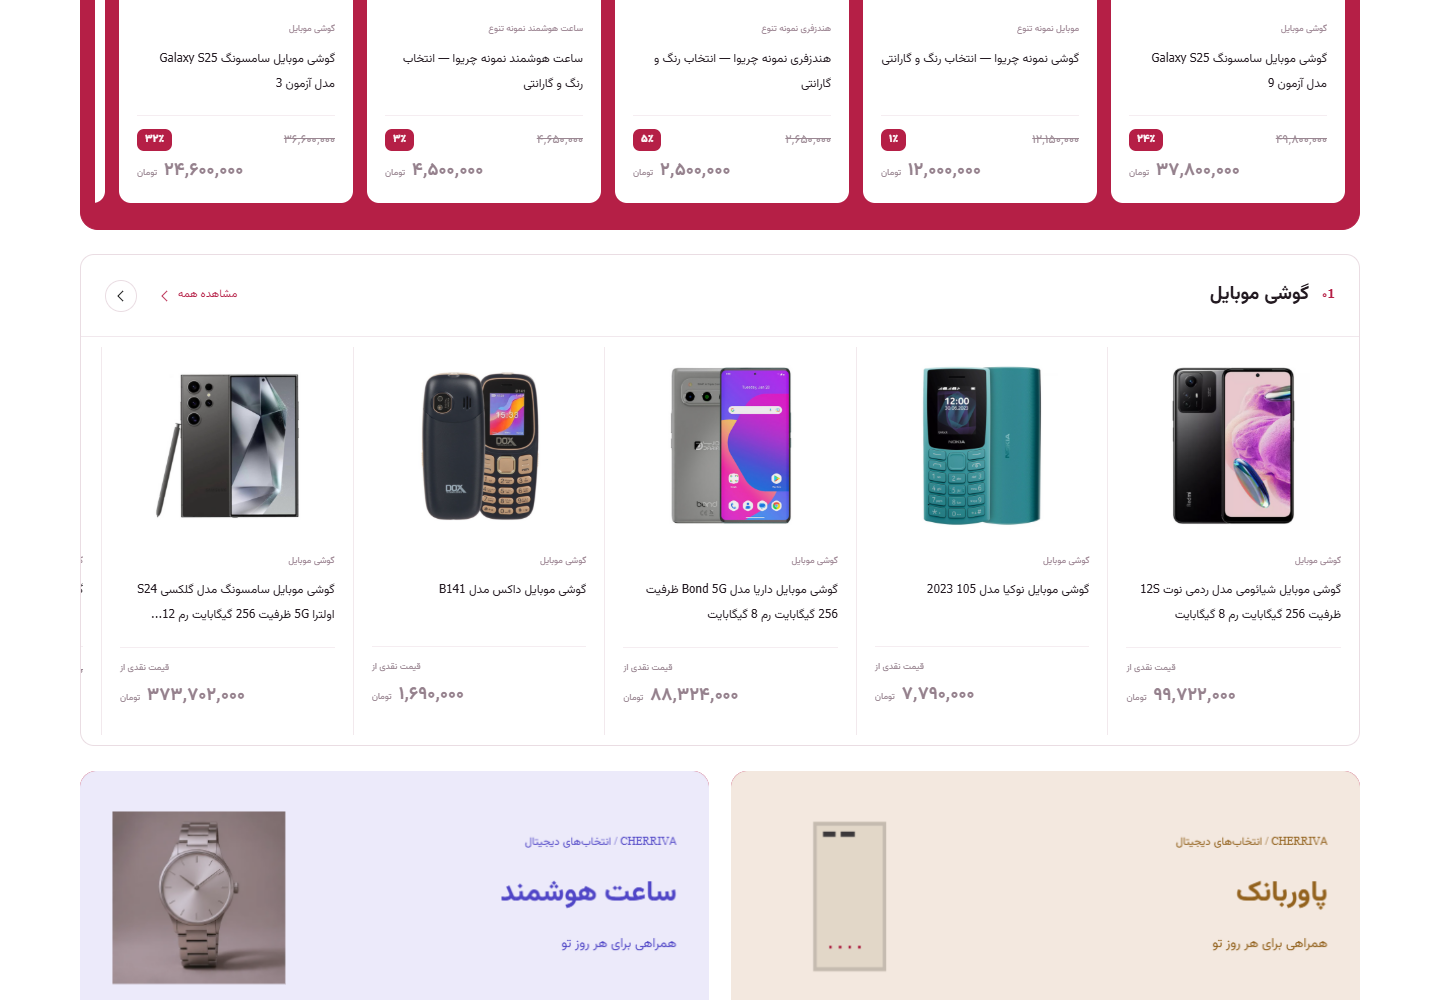 گوشی موبایل
گوشی موبایل سامسونگ Galaxy S25
مدل آزمون 9
۴۹,۸۰۰,۰۰۰
۲۴٪
۳۷,۸۰۰,۰۰۰ تومان
موبایل نمونه تنوع
گوشی نمونه چریوا — انتخاب رنگ و گارانتی
۱۲,۱۵۰,۰۰۰
۱٪
۱۲,۰۰۰,۰۰۰ تومان
هندزفری نمونه تنوع
هندزفری نمونه چریوا — انتخاب رنگ و
گارانتی
۲,۶۵۰,۰۰۰
۵٪
۲,۵۰۰,۰۰۰ تومان
ساعت هوشمند نمونه تنوع
ساعت هوشمند نمونه چریوا — انتخاب
رنگ و گارانتی
۴,۶۵۰,۰۰۰
۳٪
۴,۵۰۰,۰۰۰ تومان
گوشی موبایل
گوشی موبایل سامسونگ Galaxy S25
مدل آزمون 3
۳۶,۶۰۰,۰۰۰
۳۲٪
۲۴,۶۰۰,۰۰۰ تومان
۰1 گوشی موبایل
مشاهده همه
12:00
NOKIA
Redmi
bond
15:33
DOX
DOX
گوشی موبایل
گوشی موبایل شیائومی مدل ردمی نوت 12S
ظرفیت 256 گیگابایت رم 8 گیگابایت
قیمت نقدی از
۹۹,۷۲۲,۰۰۰ تومان
گوشی موبایل
گوشی موبایل نوکیا مدل 105 2023
قیمت نقدی از
۷,۷۹۰,۰۰۰ تومان
گوشی موبایل
گوشی موبایل داریا مدل Bond 5G ظرفیت
256 گیگابایت رم 8 گیگابایت
قیمت نقدی از
۸۸,۳۲۴,۰۰۰ تومان
گوشی موبایل
گوشی موبایل داکس مدل B141
قیمت نقدی از
۱,۶۹۰,۰۰۰ تومان
گوشی موبایل
گوشی موبایل سامسونگ مدل گلکسی S24
اولترا 5G ظرفیت 256 گیگابایت رم 12...
قیمت نقدی از
۳۷۳,۷۰۲,۰۰۰ تومان
CHERRIVA / انتخاب‌های دیجیتال
پاوربانک
همراهی برای هر روز تو
CHERRIVA / انتخاب‌های دیجیتال
ساعت هوشمند
همراهی برای هر روز تو